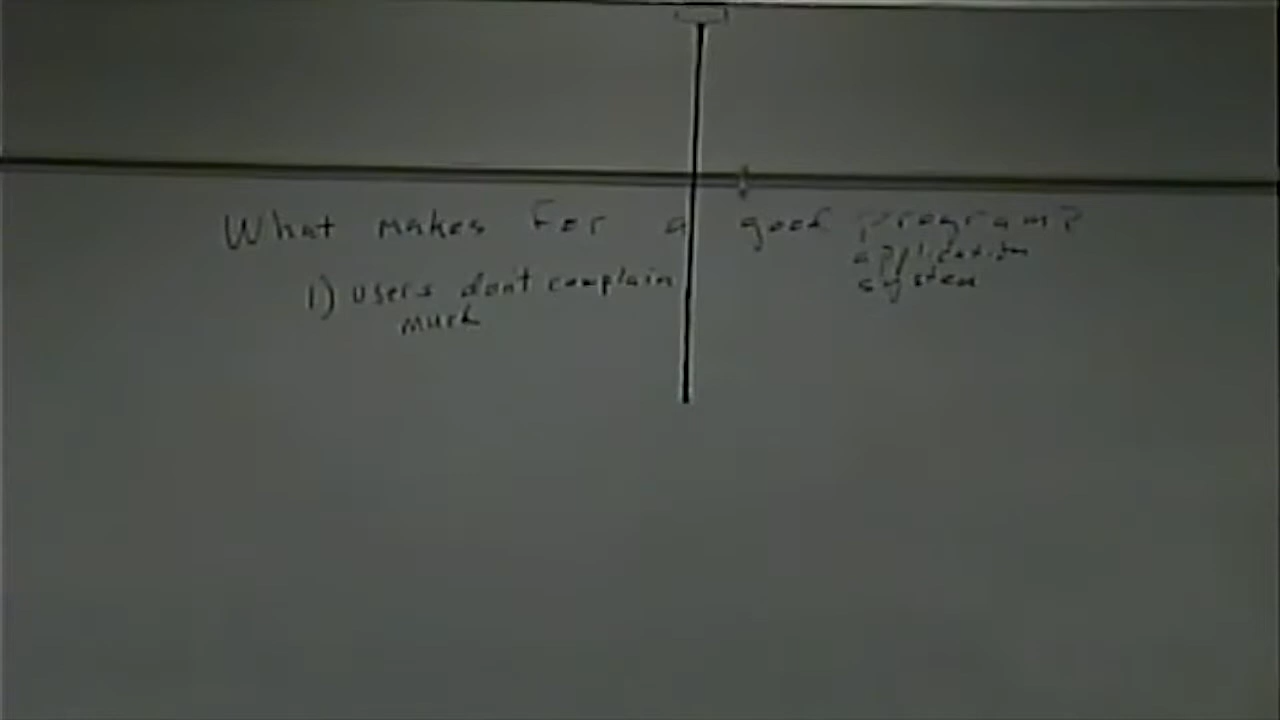 What makes for a good program?
application
system
1) users don't complain
much